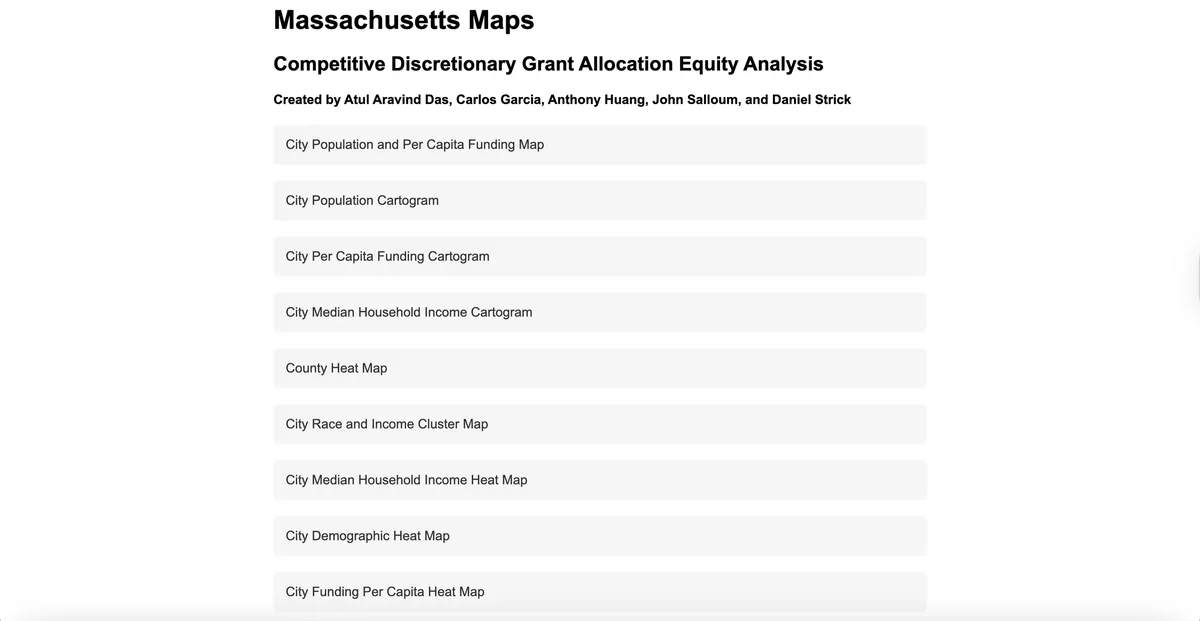 Massachusetts Maps
Competitive Discretionary Grant Allocation Equity Analysis
Created by Atul Aravind Das, Carlos Garcia, Anthony Huang, John Salloum, and Daniel Strick
City Population and Per Capita Funding Map
City Population Cartogram
City Per Capita Funding Cartogram
City Median Household Income Cartogram
County Heat Map
City Race and Income Cluster Map
City Median Household Income Heat Map
City Demographic Heat Map
City Funding Per Capita Heat Map